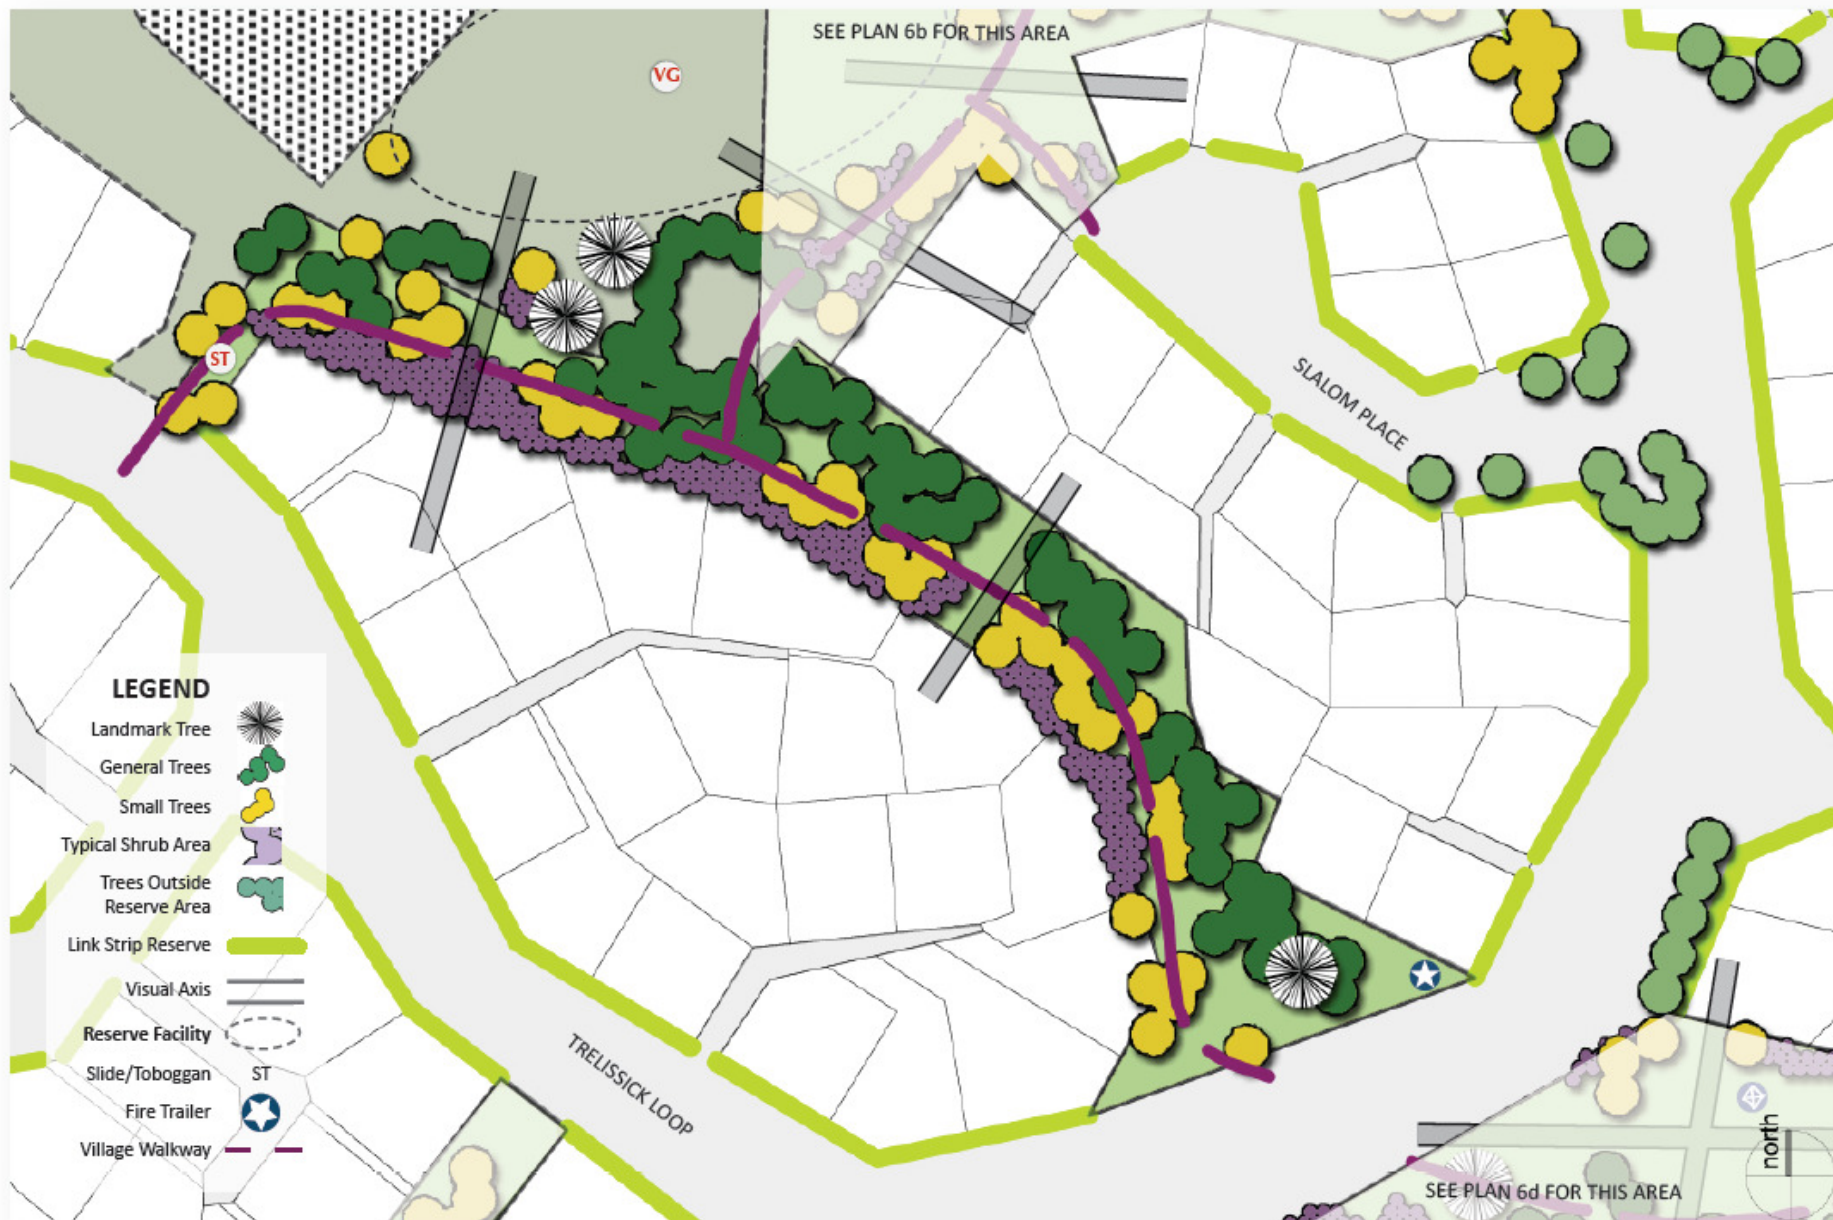 SEE PLAN 6b FOR THIS AREA
VG
ST
SLALOM PLACE
LEGEND
Landmark Tree
General Trees
Small Trees
Typical Shrub Area
Trees Outside
Reserve Area
Link Strip Reserve
Visual Axis
Reserve Facility
Slide/Toboggan ST
Fire Trailer
Village Walkway
TRELISSICK LOOP
north
SEE PLAN 6d FOR THIS AREA